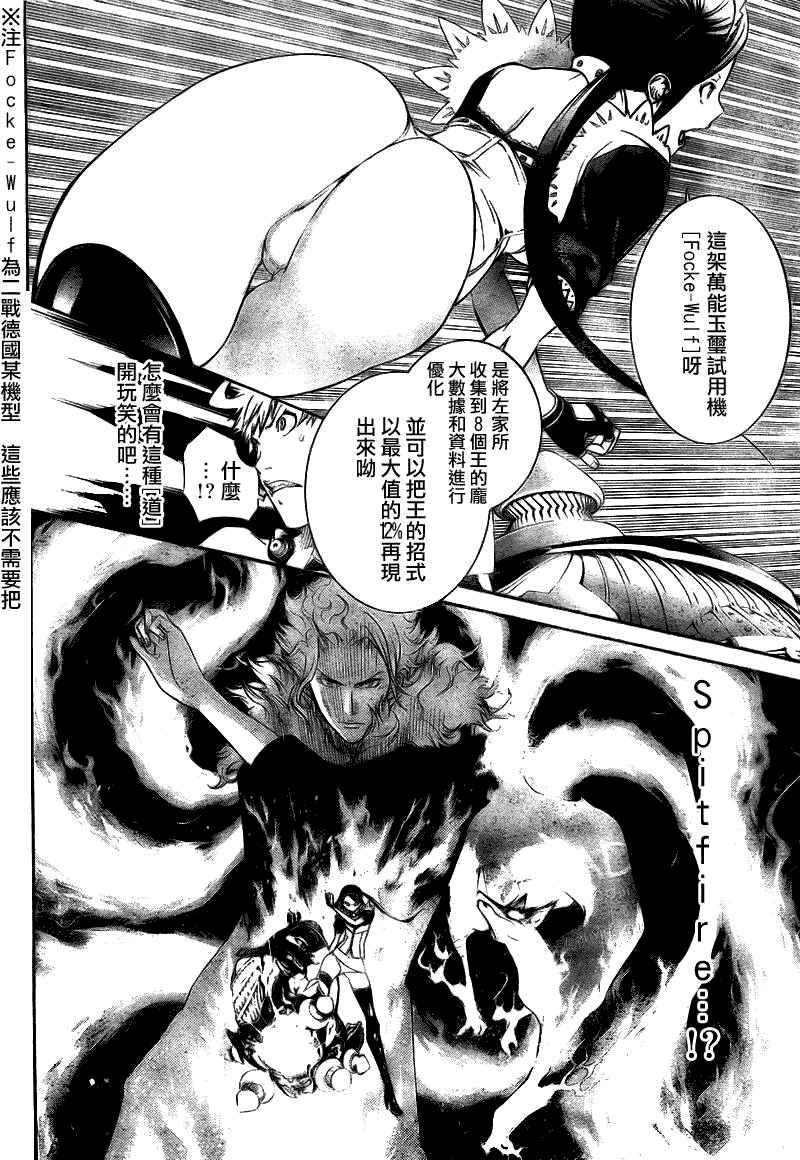 這架萬能玉璽試用機
[Focke-Wulf]呀
是將左家所
收集到8個王的龐
大數據和資料進行
優化
並可以把王的招式
以最大值的12%再現
出來呦
什麼
…!?
怎麼會有這種[道]
開玩笑的吧……
Spitfire…!?
※注Focke-Wulf為二戰德國某機型 這些應該不需要把